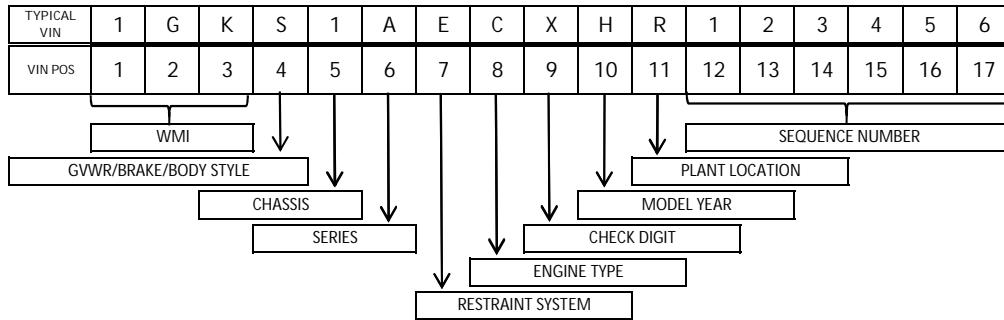 TYPICAL VIN 1 G K S 1 A E C X H R 1 2 3 4 5 6
VIN POS 1 2 3 4 5 6 7 8 9 10 11 12 13 14 15 16 17
WMI SEQUENCE NUMBER
GVWR/BRAKE/BODY STYLE PLANT LOCATION
CHASSIS MODEL YEAR
SERIES CHECK DIGIT
ENGINE TYPE
RESTRAINT SYSTEM